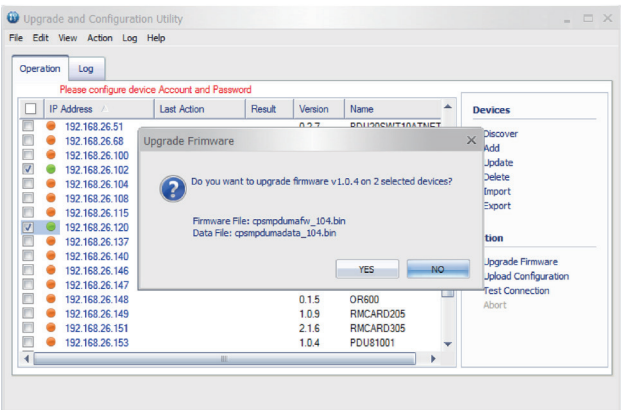 Upgrade and Configuration Utility
File Edit View Action Log Help
Operation Log
Please configure device Account and Password
IP Address Last Action Result Version Name
192.168.26.51 0.2.7 PDU20SWT10ATNET
192.168.26.68
192.168.26.100
192.168.26.102
192.168.26.104
192.168.26.108
192.168.26.115
192.168.26.120
192.168.26.137
192.168.26.140
192.168.26.146
192.168.26.147
192.168.26.148 0.1.5 OR600
192.168.26.149 1.0.9 RMCARD205
192.168.26.151 2.1.6 RMCARD305
192.168.26.153 1.0.4 PDU81001
Upgrade Frimware
Do you want to upgrade firmware v1.0.4 on 2 selected devices?
Firmware File: cpsmpdumafw_104.bin
Data File: cpsmpdumadata_104.bin
YES NO
Devices
Discover
Add
Update
Delete
Import
Export
tion
Upgrade Firmware
Upload Configuration
Test Connection
Abort